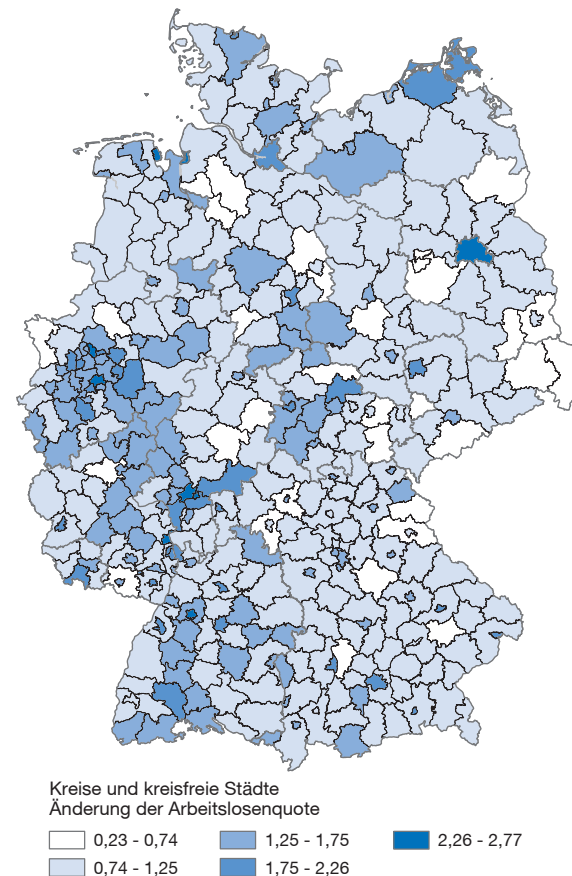 Kreise und kreisfreie Städte
Änderung der Arbeitslosenquote
0,23 - 0,74
1,25 - 1,75
2,26 - 2,77
0,74 - 1,25
1,75 - 2,26